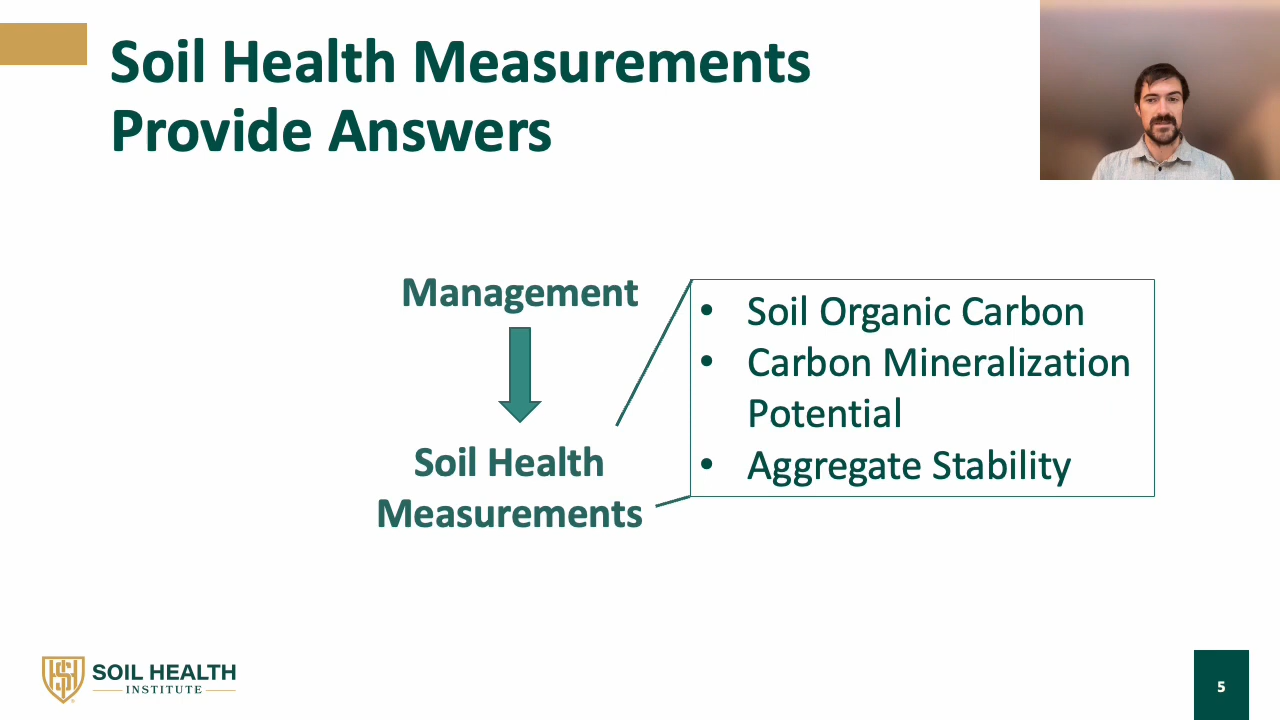 Soil Health Measurements
Provide Answers
Management
Soil Health
Measurements
• Soil Organic Carbon
• Carbon Mineralization
Potential
• Aggregate Stability
SOIL HEALTH
INSTITUTE
5